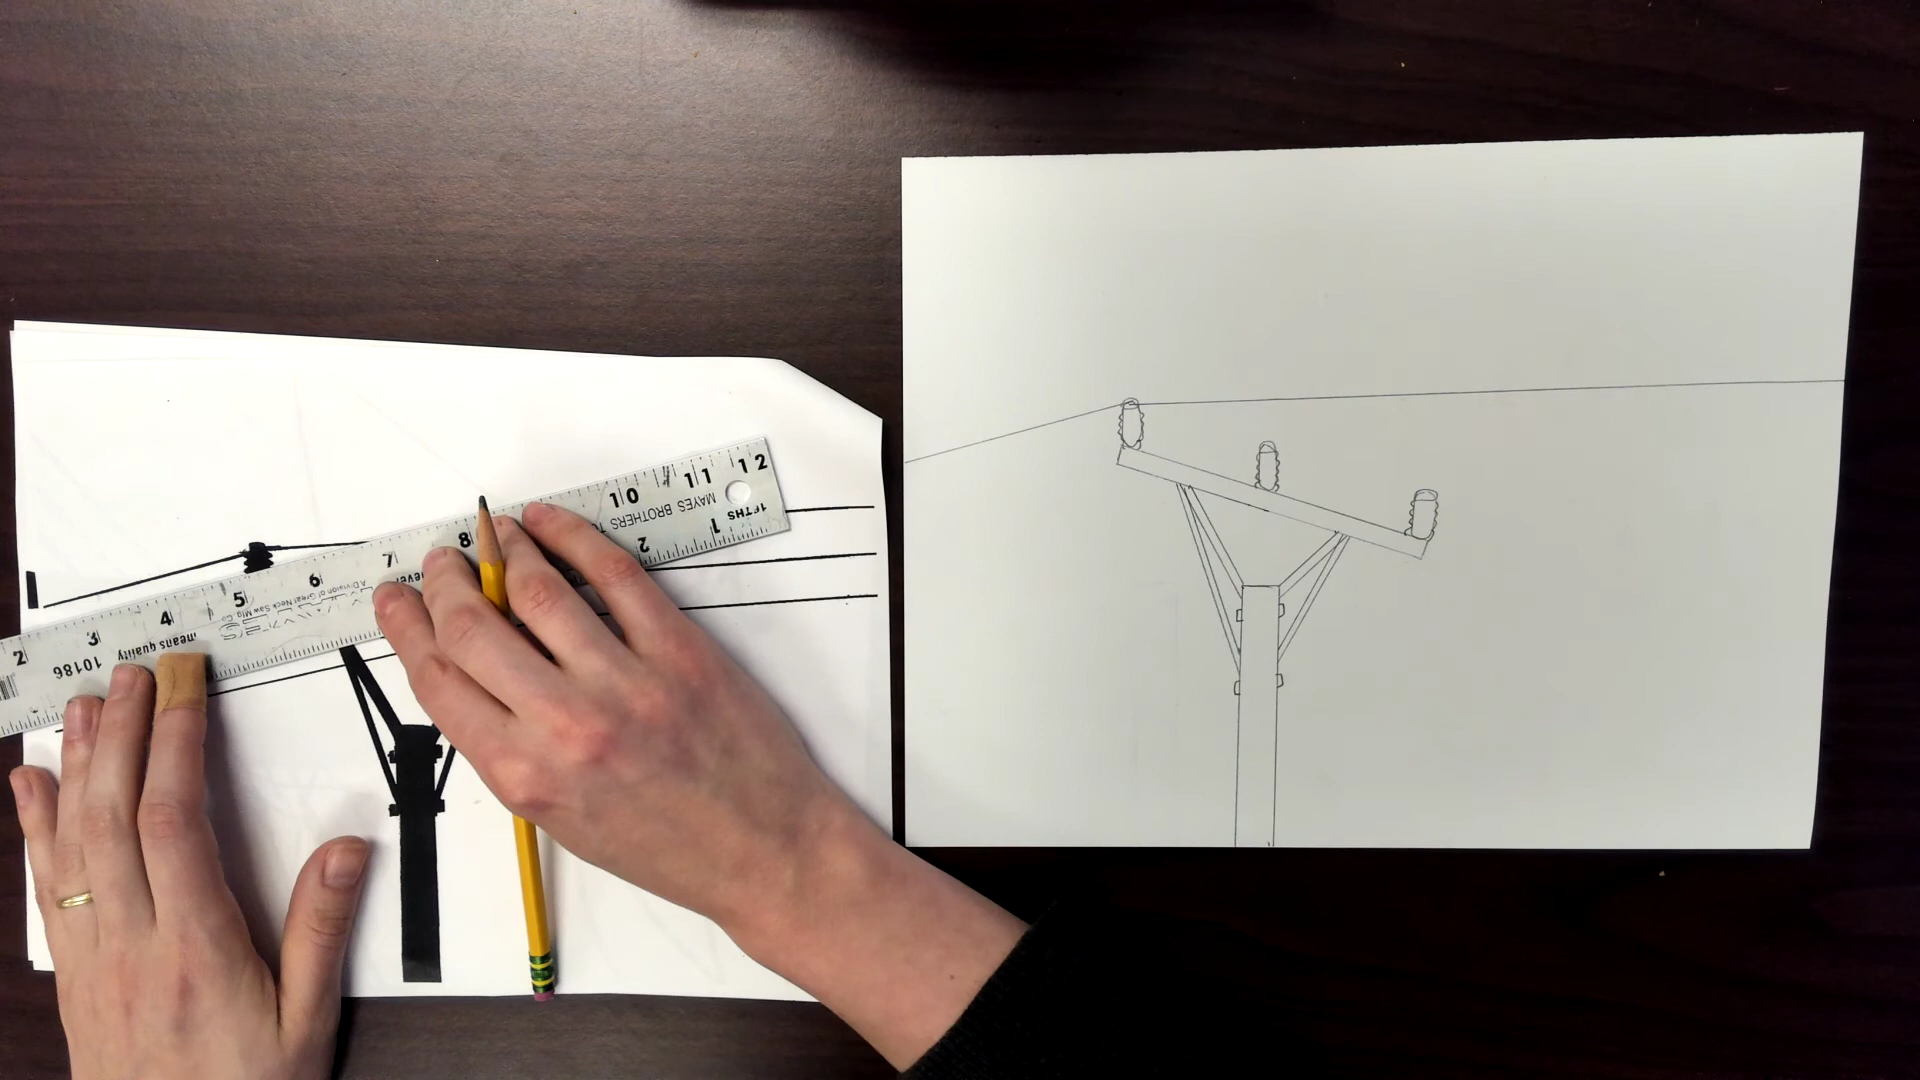 2 3 4 5 6 7 8 10 11 12
10186 means quality
A Division of Great Neck Saw Mfg Co
MAYES BROTHERS
16THS
1 2